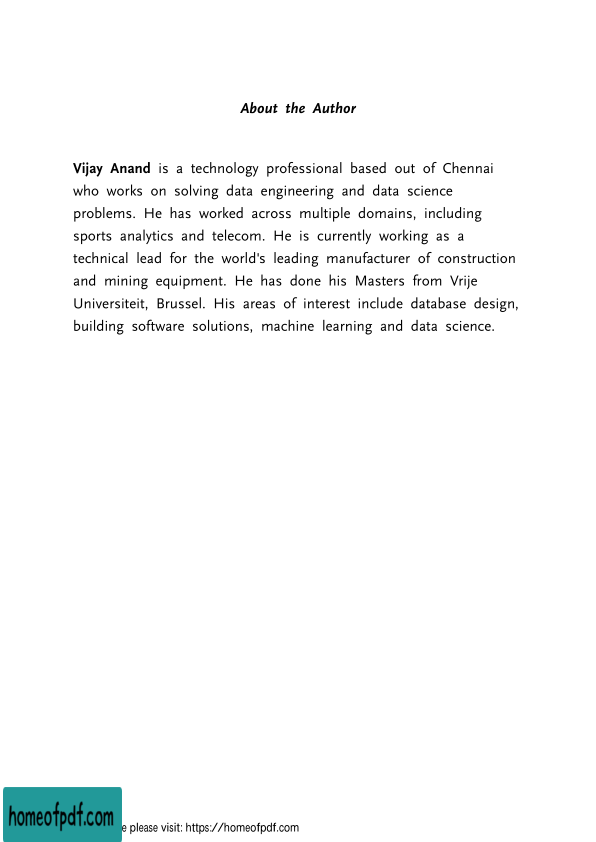 About the Author
Vijay Anand is a technology professional based out of Chennai
who works on solving data engineering and data science
problems. He has worked across multiple domains, including
sports analytics and telecom. He is currently working as a
technical lead for the world's leading manufacturer of construction
and mining equipment. He has done his Masters from Vrije
Universiteit, Brussel. His areas of interest include database design,
building software solutions, machine learning and data science.
homeofpdf.com
please visit: https://homeofpdf.com